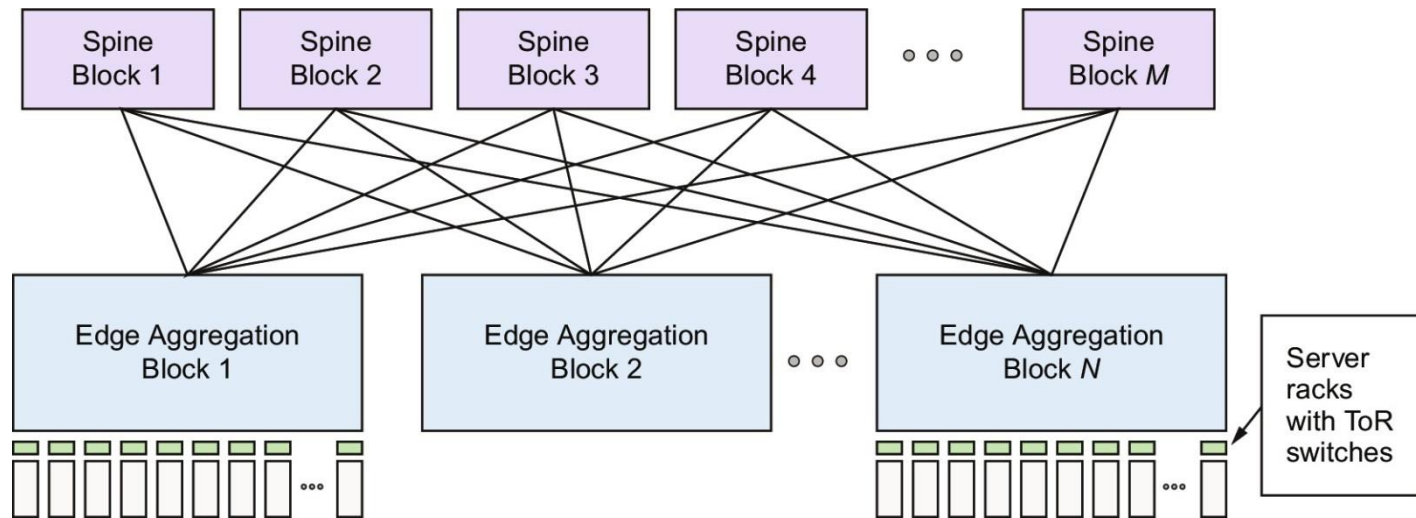 Spine
Block 1
Spine
Block 2
Spine
Block 3
Spine
Block 4
Spine
Block M
Edge Aggregation
Block 1
Edge Aggregation
Block 2
Edge Aggregation
Block N
Server
racks
with ToR
switches